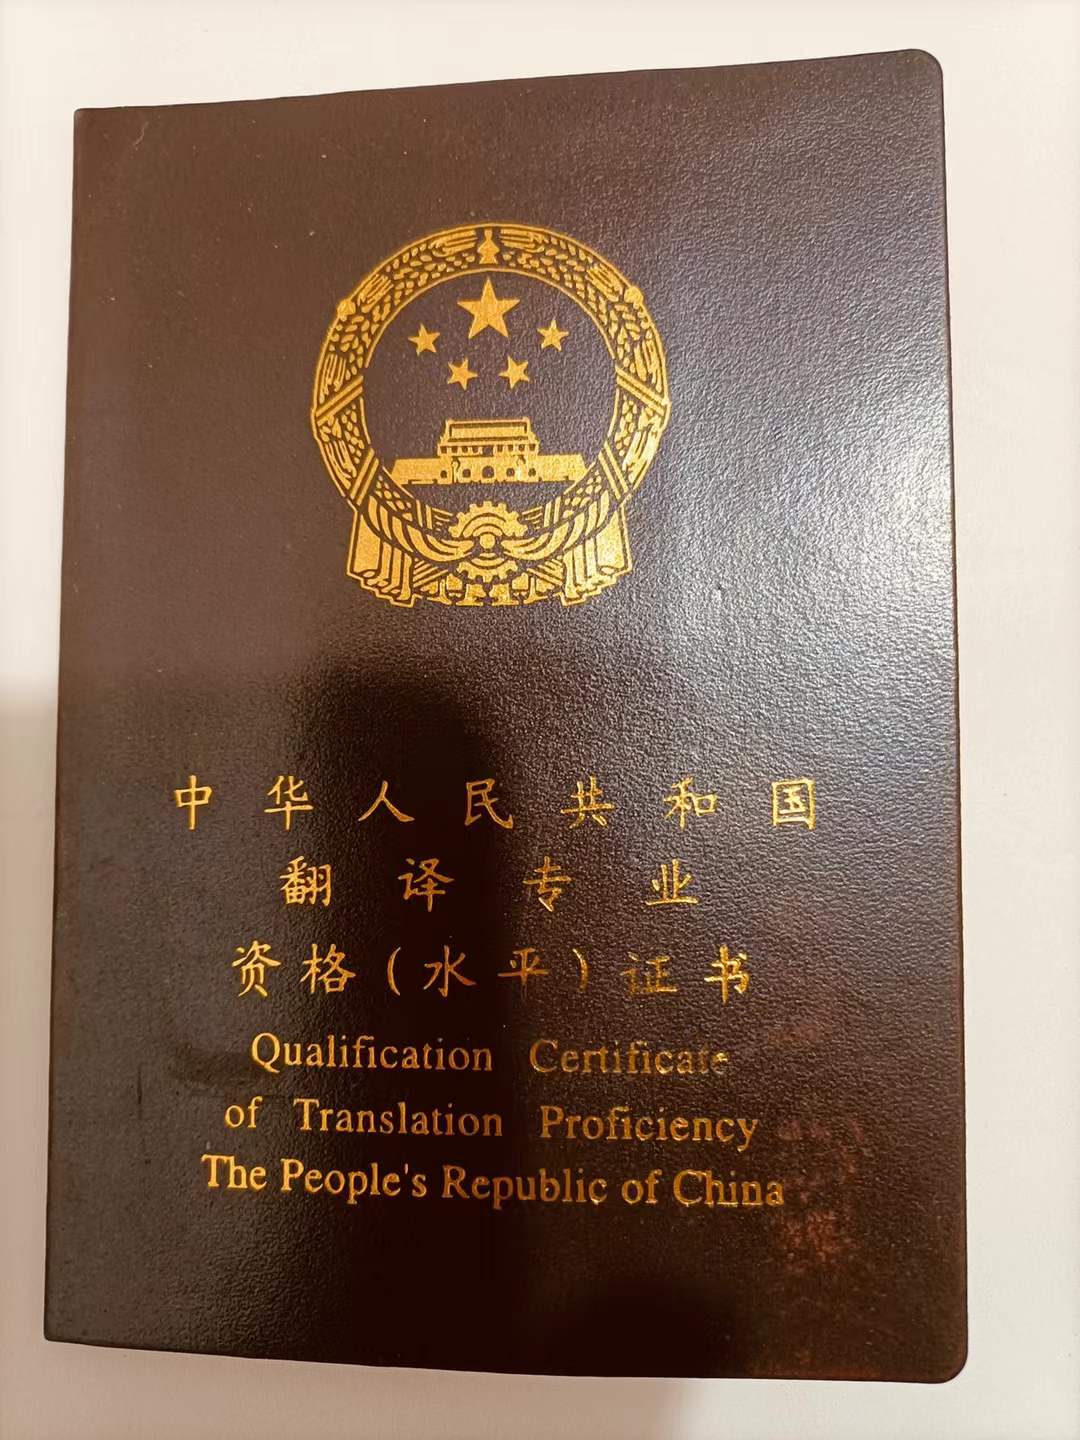 中华人民共和国
翻译专业
资格(水平)证书
Qualification Certificate
of Translation Proficiency
The People's Republic of China